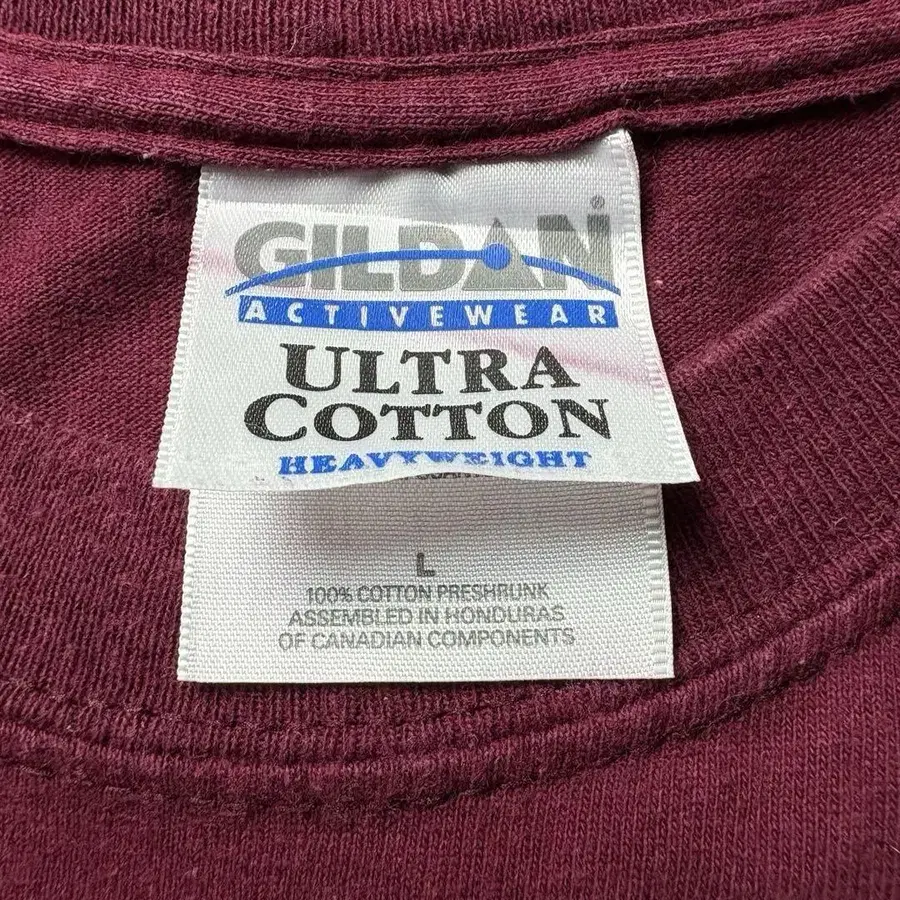 GILDAN®
ACTIVEWEAR
ULTRA
COTTON
HEAVYWEIGHT
L
100% COTTON PRESHRUNK
ASSEMBLED IN HONDURAS
OF CANADIAN COMPONENTS